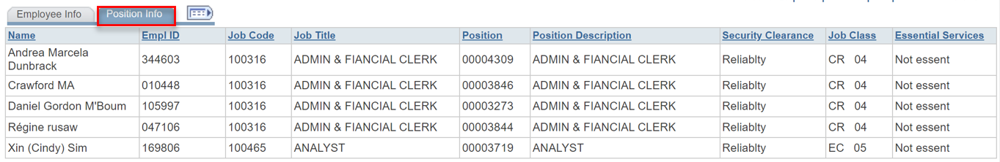 Employee Info Position Info
Name Empl ID Job Code Job Title Position Position Description Security Clearance Job Class Essential Services
Andrea Marcela
Dunbrack 344603 100316 ADMIN & FIANCIAL CLERK 00004309 ADMIN & FIANCIAL CLERK Reliablty CR 04 Not essent
Crawford MA 010448 100316 ADMIN & FIANCIAL CLERK 00003846 ADMIN & FIANCIAL CLERK Reliablty CR 04 Not essent
Daniel Gordon M'Boum 105997 100316 ADMIN & FIANCIAL CLERK 00003273 ADMIN & FIANCIAL CLERK Reliablty CR 04 Not essent
Régine rusaw 047106 100316 ADMIN & FIANCIAL CLERK 00003844 ADMIN & FIANCIAL CLERK Reliablty CR 04 Not essent
Xin (Cindy) Sim 169806 100465 ANALYST 00003719 ANALYST Reliablty EC 05 Not essent